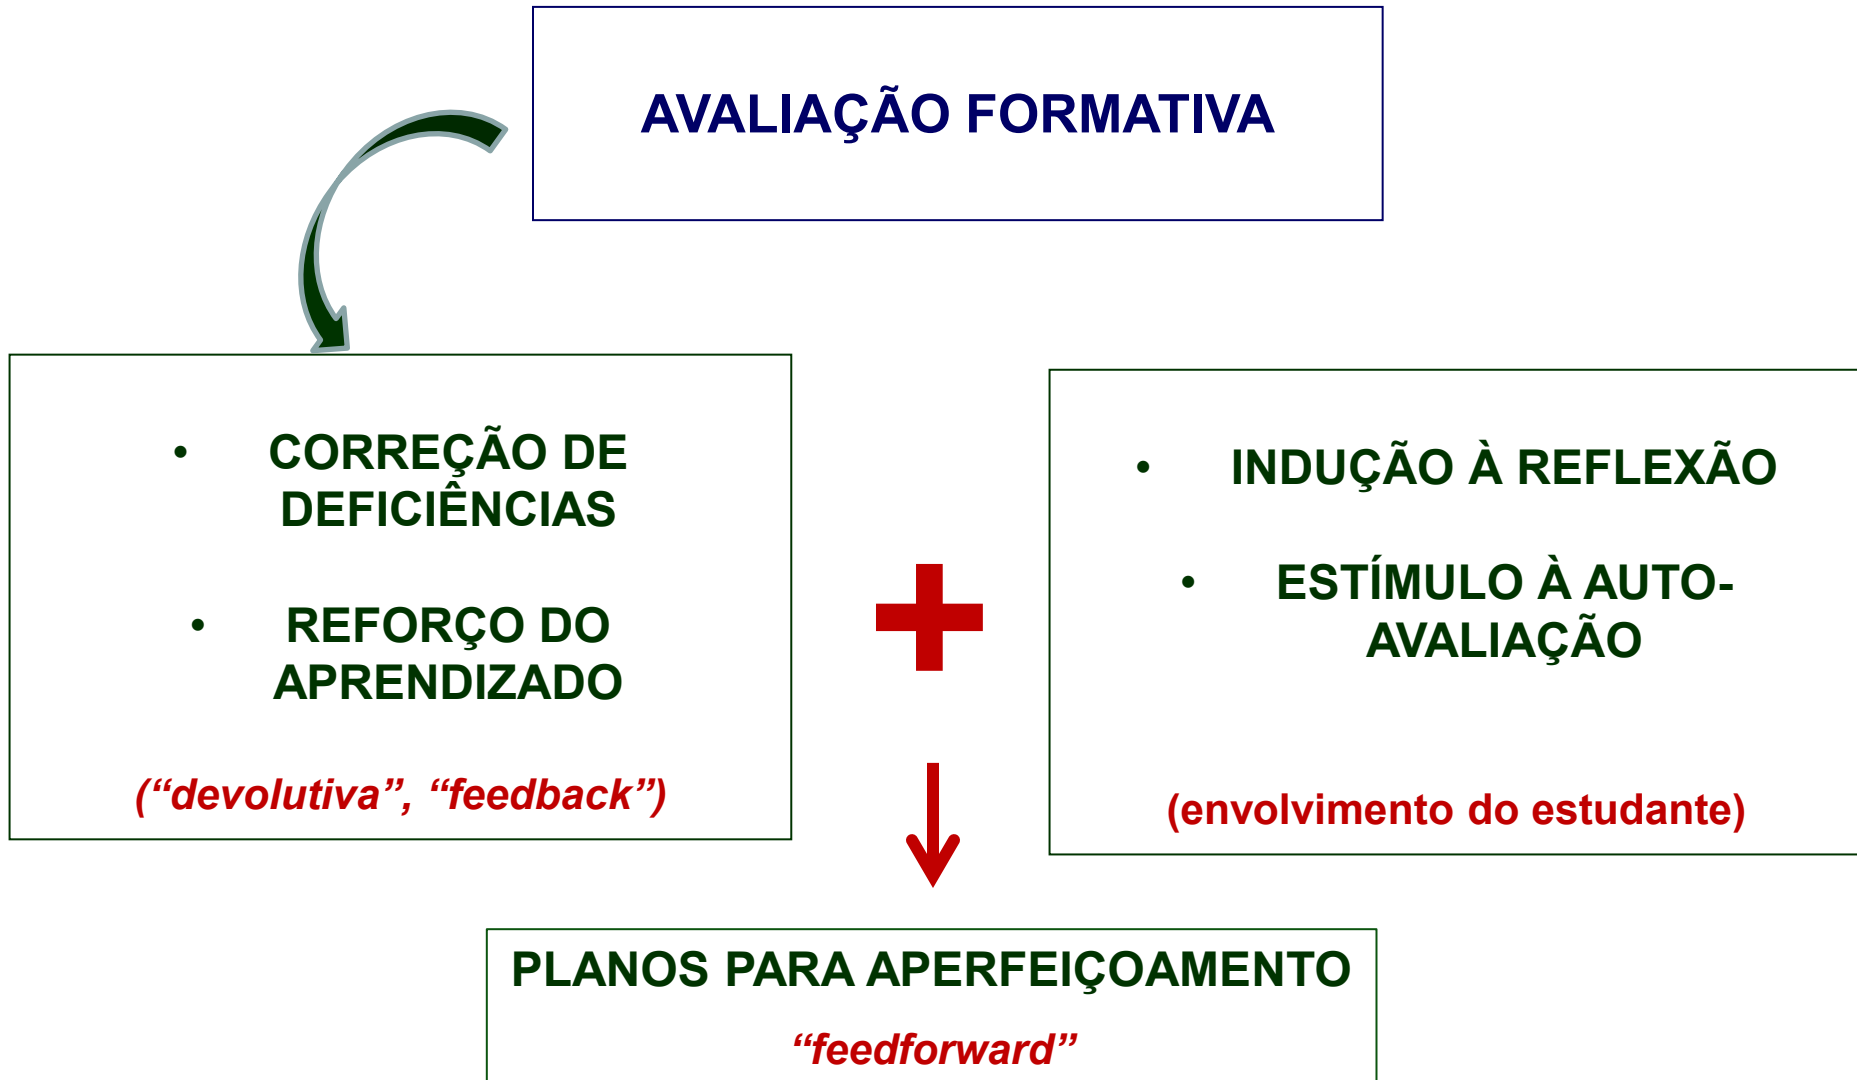 AVALIAÇÃO FORMATIVA
• CORREÇÃO DE
DEFICIÊNCIAS
• REFORÇO DO
APRENDIZADO
(“devolutiva”, “feedback”)
• INDUÇÃO À REFLEXÃO
• ESTÍMULO À AUTO-
AVALIAÇÃO
(envolvimento do estudante)
PLANOS PARA APERFEIÇOAMENTO
“feedforward”